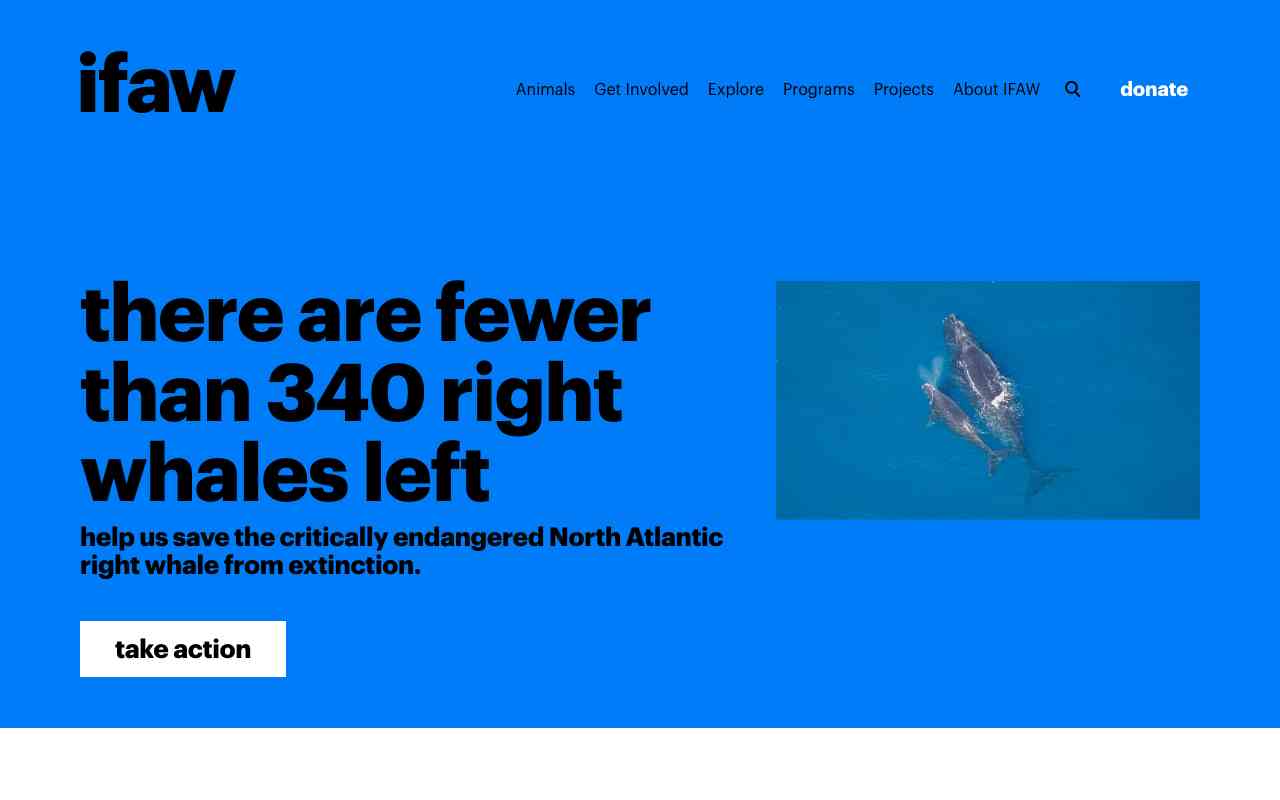 ifaw
Animals Get Involved Explore Programs Projects About IFAW donate
there are fewer
than 340 right
whales left
help us save the critically endangered North Atlantic
right whale from extinction.
take action